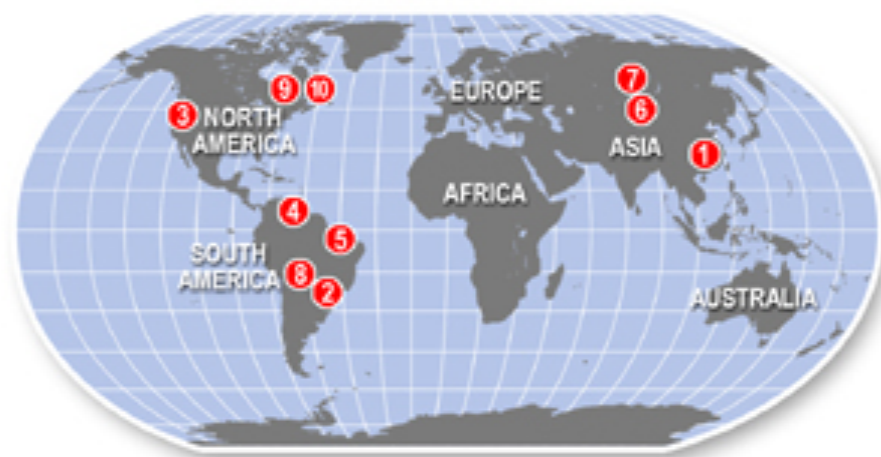 7
9
10
EUROPE
6
3
NORTH
AMERICA
ASIA
1
AFRICA
4
5
SOUTH
AMERICA
8
2
AUSTRALIA